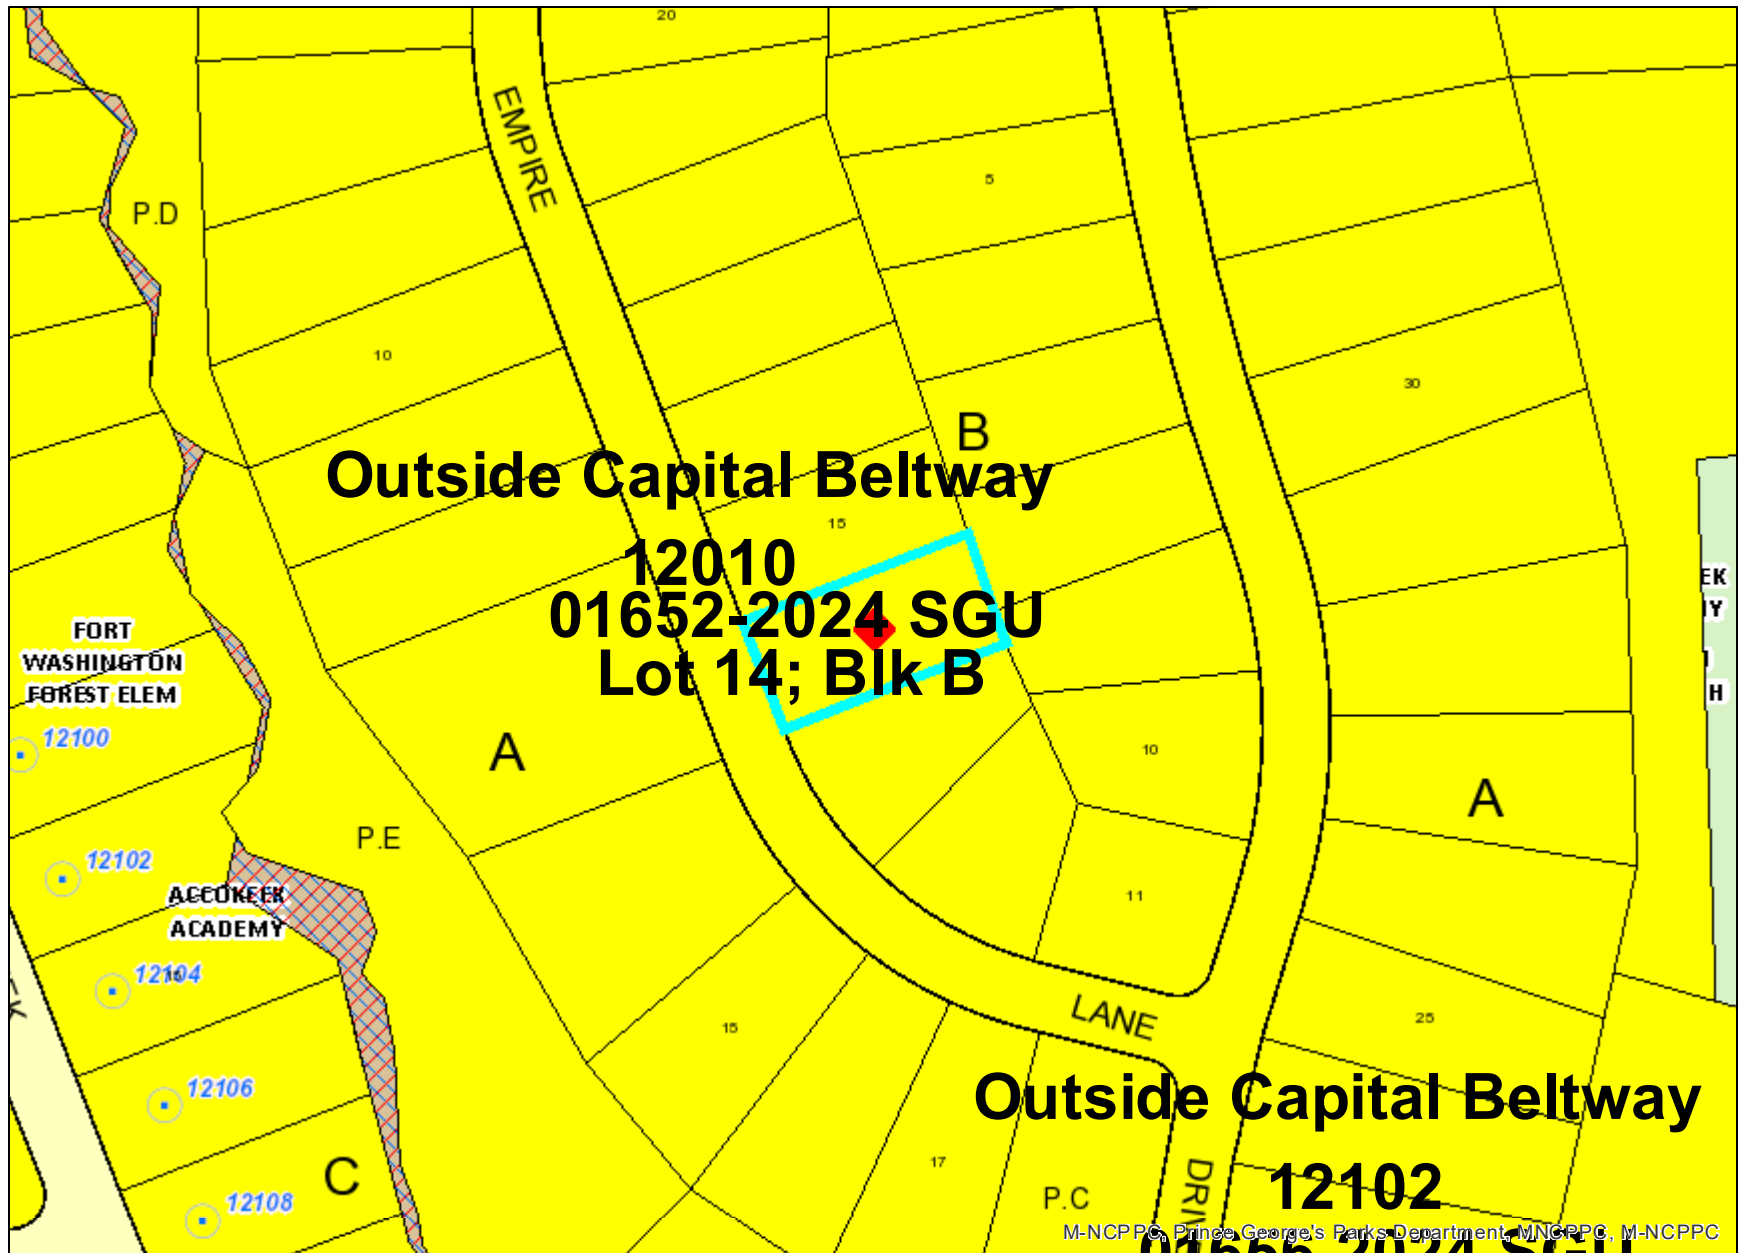 20
EMPIRE
5
P.D
10
30
B
Outside Capital Beltway
15
12010
01652-2024 SGU
Lot 14; Blk B
EK
FORT
WASHINGTON
FOREST ELEM
H
12100
A
10
A
P.E
12102
ACCOKEEK
ACADEMY
11
12104
LANE
15
25
12106
Outside Capital Beltway
17
C
12102
P.C
12108
M-NCPPC, Prince George's Parks Department, MNCPPC, M-NCPPC